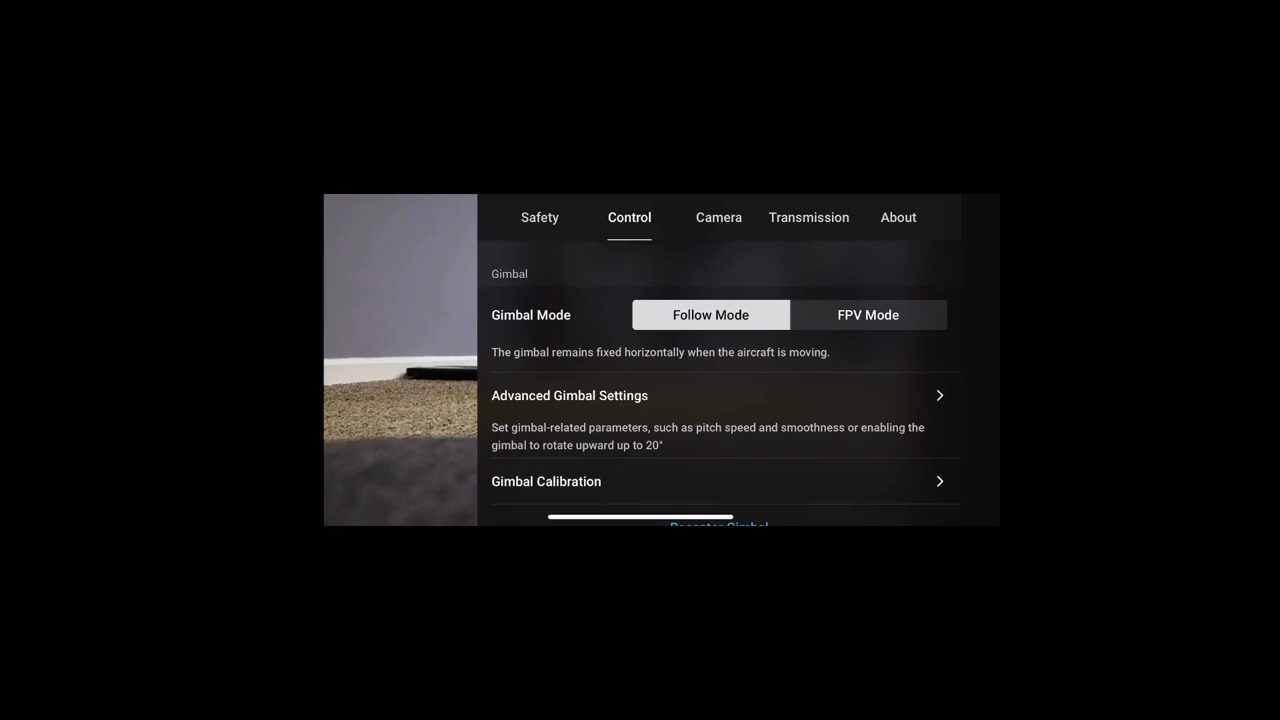 Safety Control Camera Transmission About
Gimbal
Gimbal Mode Follow Mode FPV Mode
The gimbal remains fixed horizontally when the aircraft is moving.
Advanced Gimbal Settings
Set gimbal-related parameters, such as pitch speed and smoothness or enabling the
gimbal to rotate upward up to 20°
Gimbal Calibration
Recenter Gimbal